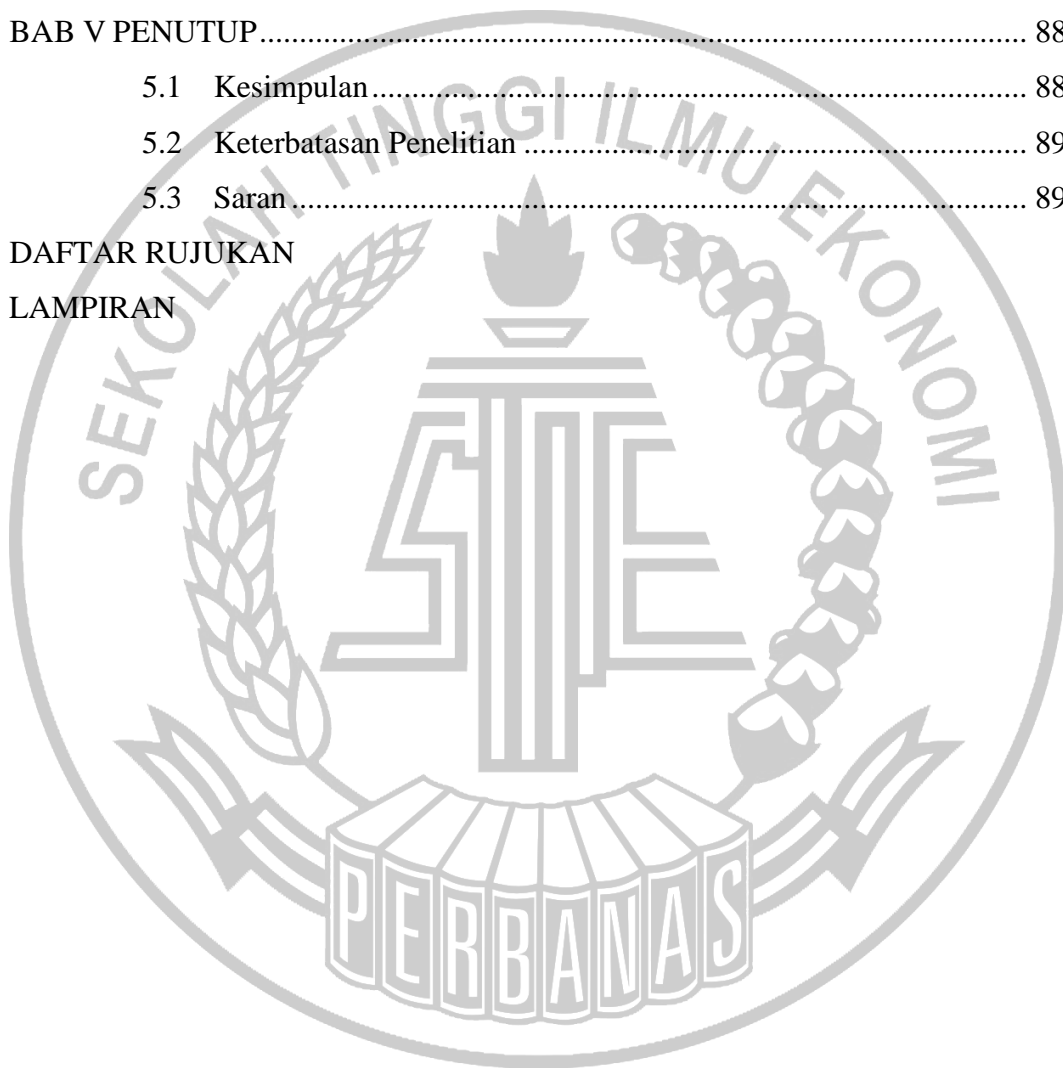 BAB V PENUTUP........................................................................................................ 88
5.1 Kesimpulan......................................................................................... 88
5.2 Keterbatasan Penelitian..................................................................... 89
5.3 Saran.................................................................................................... 89
DAFTAR RUJUKAN
LAMPIRAN
SEKOLAH TINGGI ILMU EKONOMI
STIE
PERBANAS